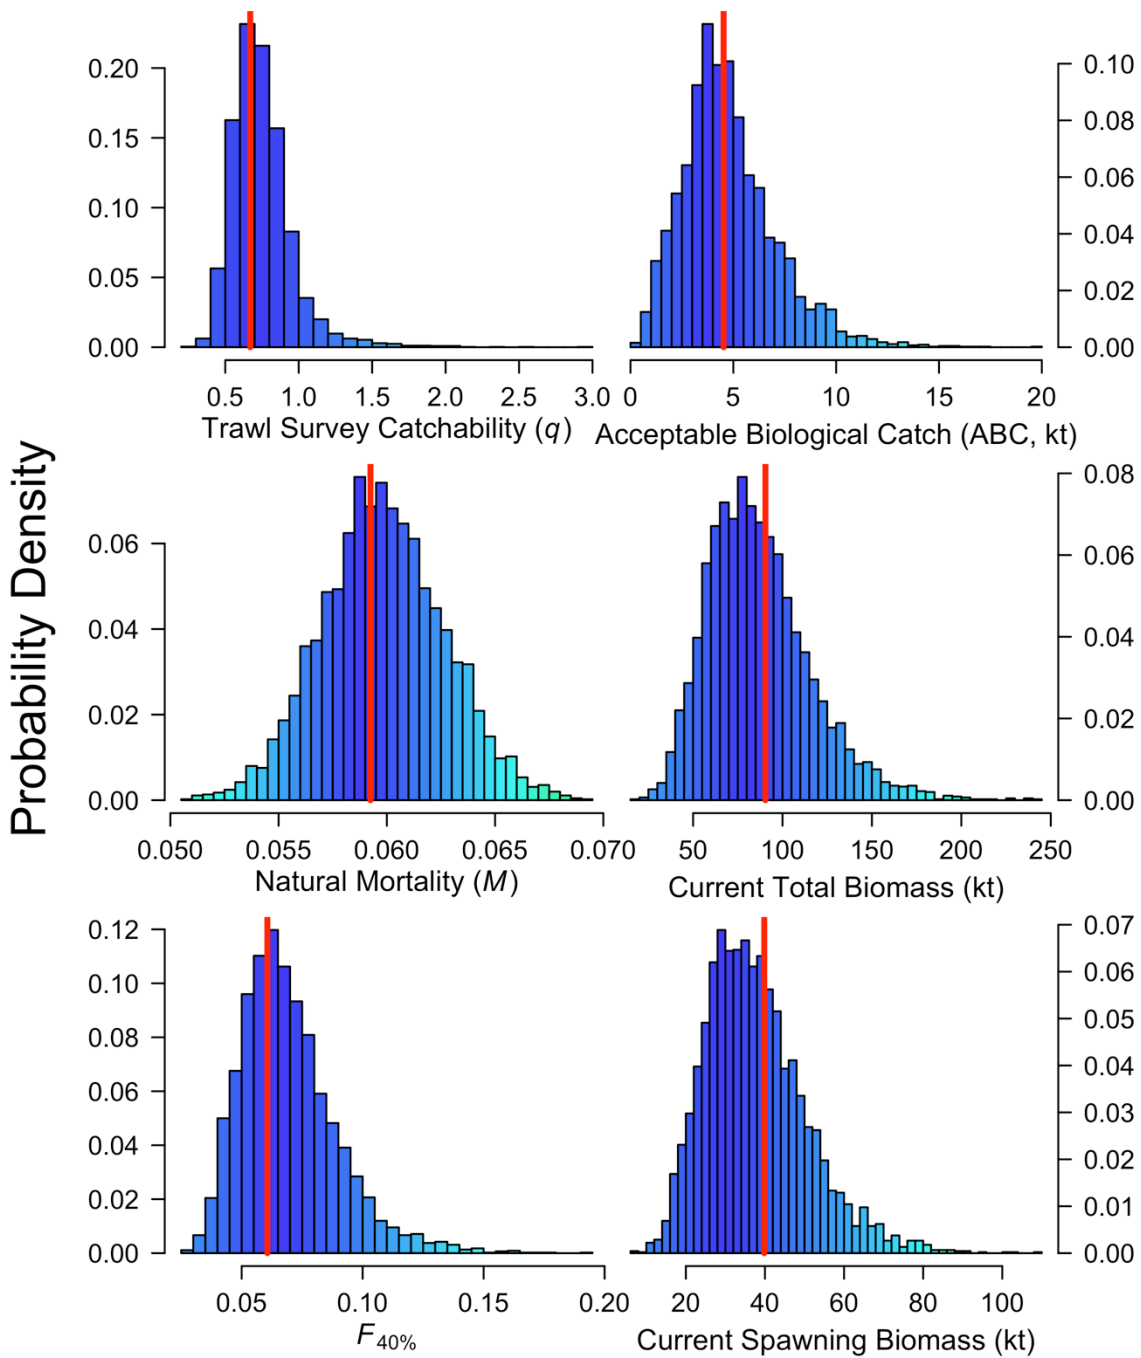 Probability Density
0.20
0.15
0.10
0.05
0.00
0.5 1.0 1.5 2.0 2.5 3.0
Trawl Survey Catchability (q)
0.10
0.08
0.06
0.04
0.02
0.00
0 5 10 15 20
Acceptable Biological Catch (ABC, kt)
0.06
0.04
0.02
0.00
0.050 0.055 0.060 0.065 0.070
Natural Mortality (M)
0.08
0.06
0.04
0.02
0.00
50 100 150 200 250
Current Total Biomass (kt)
0.12
0.10
0.08
0.06
0.04
0.02
0.00
0.05 0.10 0.15 0.20
F40%
0.07
0.06
0.05
0.04
0.03
0.02
0.01
0.00
20 40 60 80 100
Current Spawning Biomass (kt)